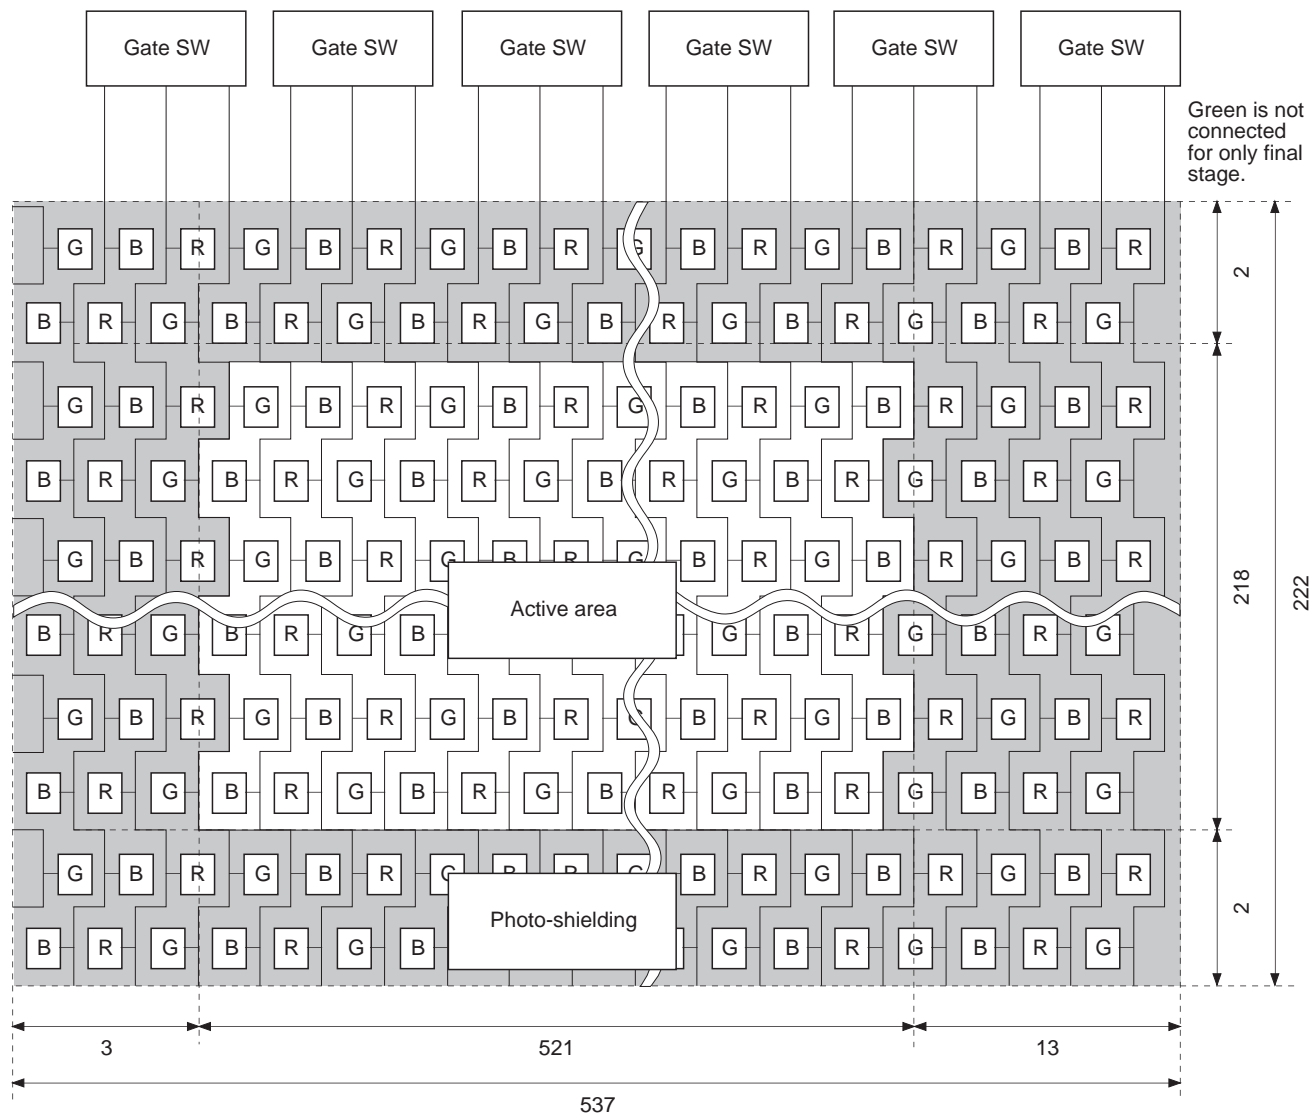 Gate SW Gate SW Gate SW Gate SW Gate SW Gate SW
Green is not
connected
for only final
stage.
G B R G B R G B R G B R G B R G B R
2
B R G B R G B R G B R G B R G B R G
G B R G B R G B R G B R G B R G B R
B R G B R G B R G B R G B R G B R G
G B R G B R G B R G B R G B R G B R
Active area
218
222
B R G B R G B G B R G B R G
G B R G B R G B R G B R G B R G B R
B R G B R G B R G B R G B R G B R G
G B R G B R G B R G B R G B R G B R
2
Photo-shielding
B R G B R G B G B R G B R G
3 521 13
537